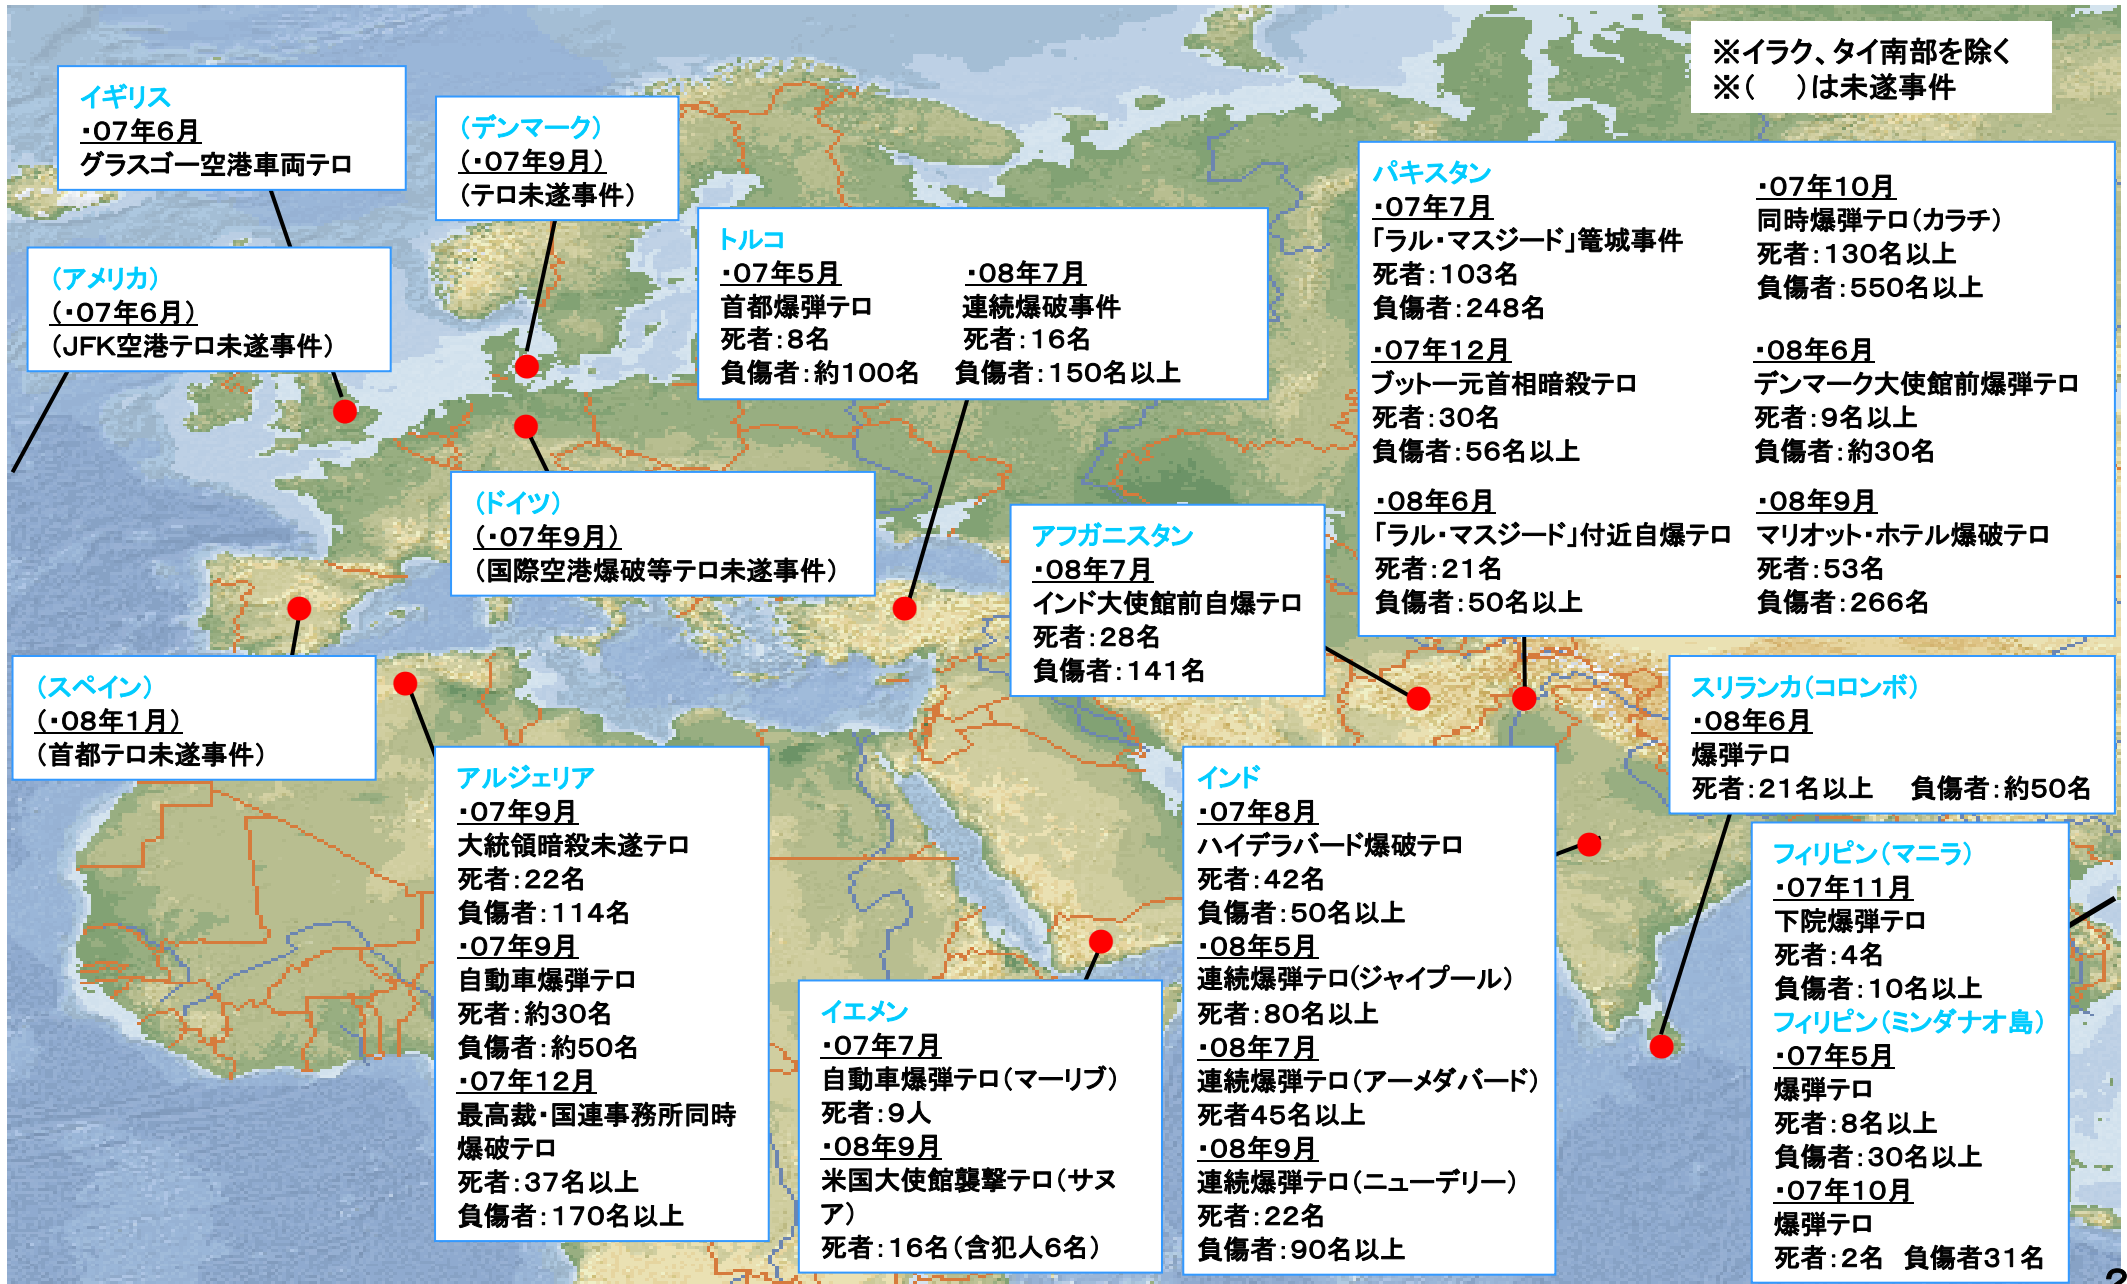 ※イラク、タイ南部を除く
※(　)は未遂事件
イギリス
・07年6月
グラスゴー空港車両テロ
(デンマーク)
(・07年9月)
(テロ未遂事件)
(アメリカ)
(・07年6月)
(JFK空港テロ未遂事件)
トルコ
・07年5月
首都爆弾テロ
死者:8名
負傷者:約100名
・08年7月
連続爆破事件
死者:16名
負傷者:150名以上
パキスタン
・07年7月
「ラル・マスジード」篭城事件
死者:103名
負傷者:248名
・07年10月
同時爆弾テロ(カラチ)
死者:130名以上
負傷者:550名以上
・07年12月
ブットー元首相暗殺テロ
死者:30名
負傷者:56名以上
・08年6月
デンマーク大使館前爆弾テロ
死者:9名以上
負傷者:約30名
・08年6月
「ラル・マスジード」付近自爆テロ
死者:21名
負傷者:50名以上
・08年9月
マリオット・ホテル爆破テロ
死者:53名
負傷者:266名
(ドイツ)
(・07年9月)
(国際空港爆破等テロ未遂事件)
アフガニスタン
・08年7月
インド大使館前自爆テロ
死者:28名
負傷者:141名
(スペイン)
(・08年1月)
(首都テロ未遂事件)
スリランカ(コロンボ)
・08年6月
爆弾テロ
死者:21名以上　負傷者:約50名
アルジェリア
・07年9月
大統領暗殺未遂テロ
死者:22名
負傷者:114名
・07年9月
自動車爆弾テロ
死者:約30名
負傷者:約50名
・07年12月
最高裁・国連事務所同時
爆破テロ
死者:37名以上
負傷者:170名以上
イエメン
・07年7月
自動車爆弾テロ(マーリブ)
死者:9人
・08年9月
米国大使館襲撃テロ(サヌ
ア)
死者:16名(含犯人6名)
インド
・07年8月
ハイデラバード爆破テロ
死者:42名
負傷者:50名以上
・08年5月
連続爆弾テロ(ジャイプール)
死者:80名以上
・08年7月
連続爆弾テロ(アーメダバード)
死者45名以上
・08年9月
連続爆弾テロ(ニューデリー)
死者:22名
負傷者:90名以上
フィリピン(マニラ)
・07年11月
下院爆弾テロ
死者:4名
負傷者:10名以上
フィリピン(ミンダナオ島)
・07年5月
爆弾テロ
死者:8名以上
負傷者:30名以上
・07年10月
爆弾テロ
死者:2名　負傷者31名